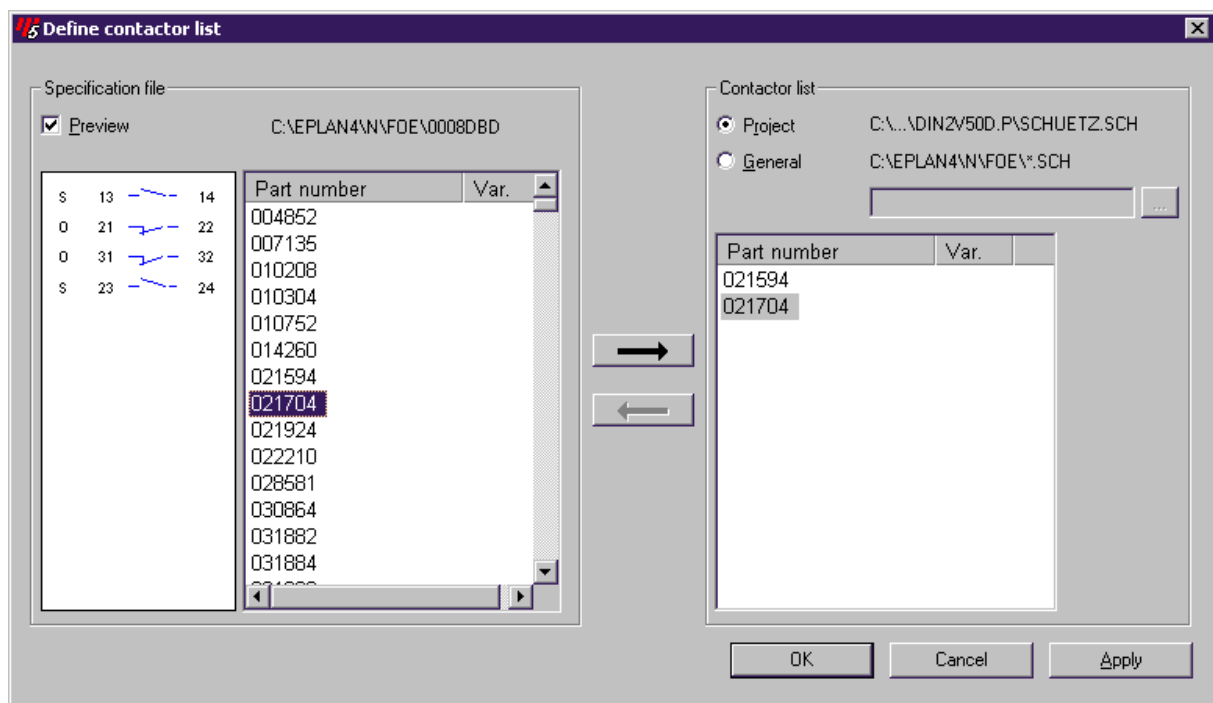 5 Define contactor list
Specification file
Preview
C:\EPLAN4\N\FOE\0008DBD
S 13 14
O 21 22
O 31 32
S 23 24
Part number Var.
004852
007135
010208
010304
010752
014260
021594
021704
021924
022210
028581
030864
031882
031884
Contactor list
Project C:\...\DIN2V50D.P\SCHUETZ.SCH
General C:\EPLAN4\N\FOE\*.SCH
...
Part number Var.
021594
021704
OK Cancel Apply